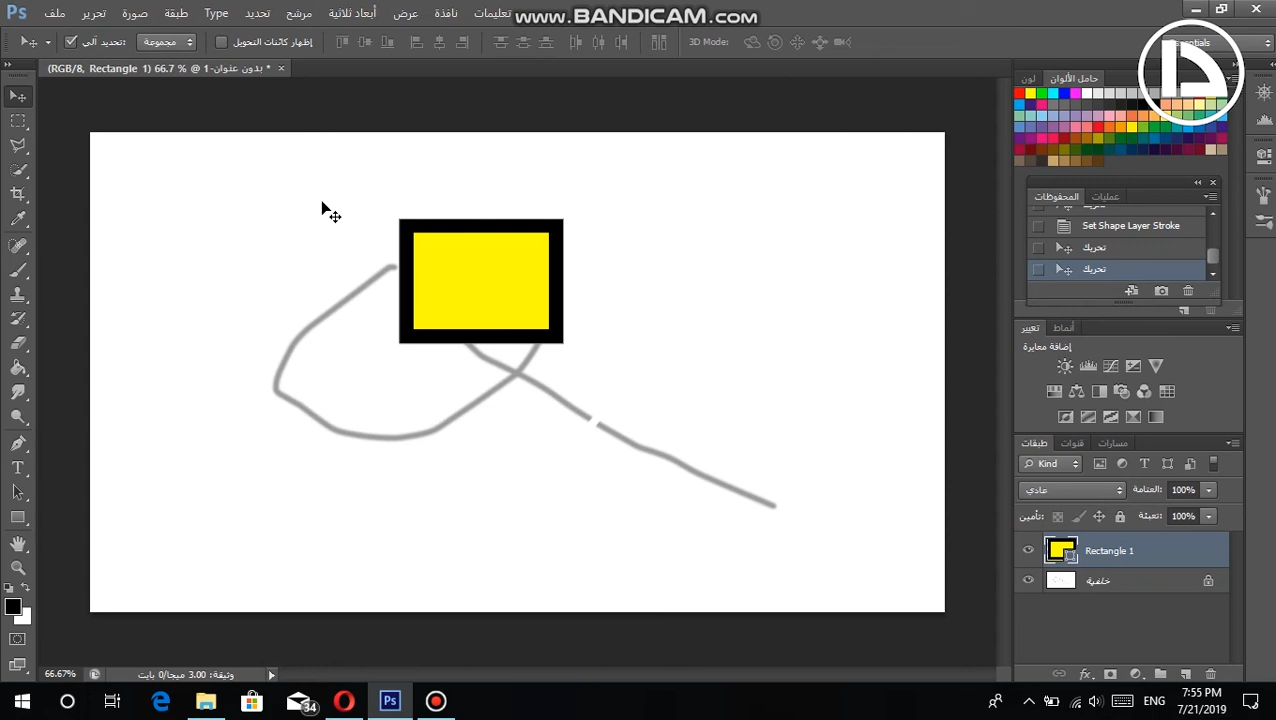 Ps ملف تحرير صورة طبقة Type تحديد مرشح أبعاد ثلاثية عرض نافذة تعليمات
www.BANDICAM.com
تحديد آلي: مجموعة إظهار كائنات التحويل 3D Mode: Essentials
بدون عنوان-1 @ 66.7 % (Rectangle 1, RGB/8) *
لون حامل الألوان
المحفوظات عمليات
Set Shape Layer Stroke
تحريك
تحريك
تعيير أنماط
إضافة معايرة
طبقات قنوات مسارات
Kind
عادي العتامة: 100%
تأمين: تعبئة: 100%
Rectangle 1
خلفية
66.67% وثيقة: 3.00 ميجا/0 بايت
34 Ps ENG 7:55 PM
7/21/2019